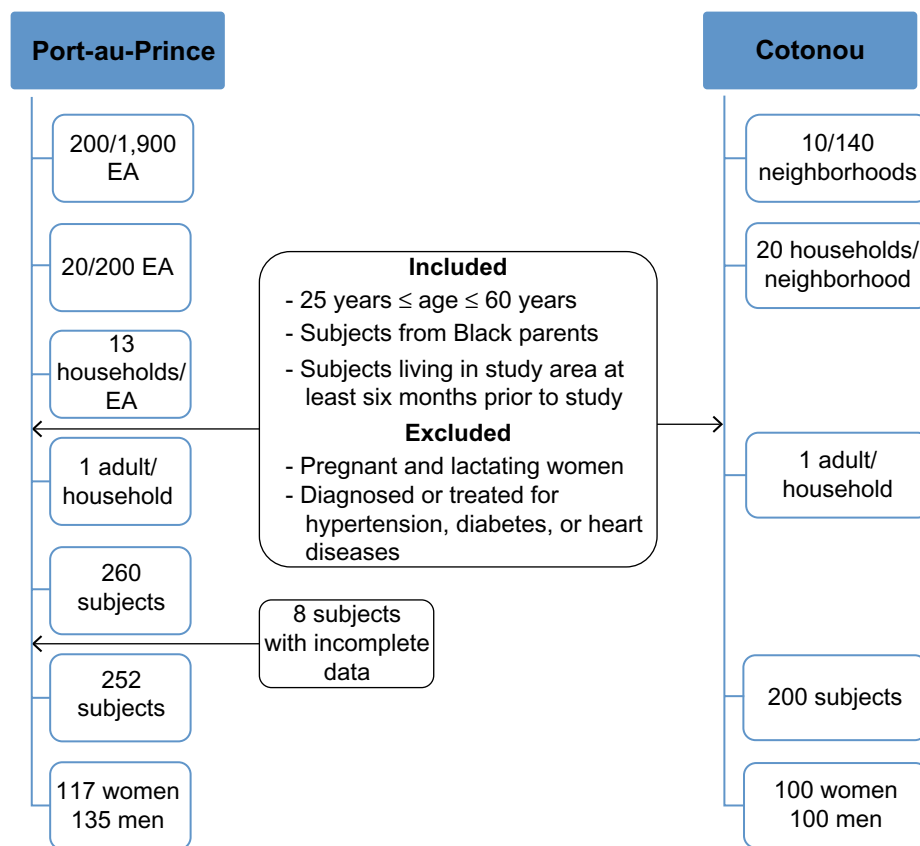 Port-au-Prince
200/1,900
EA
20/200 EA
13
households/
EA
1 adult/
household
260
subjects
252
subjects
117 women
135 men
Included
- 25 years ≤ age ≤ 60 years
- Subjects from Black parents
- Subjects living in study area at
least six months prior to study
Excluded
- Pregnant and lactating women
- Diagnosed or treated for
hypertension, diabetes, or heart
diseases
8 subjects
with incomplete
data
Cotonou
10/140
neighborhoods
20 households/
neighborhood
1 adult/
household
200 subjects
100 women
100 men